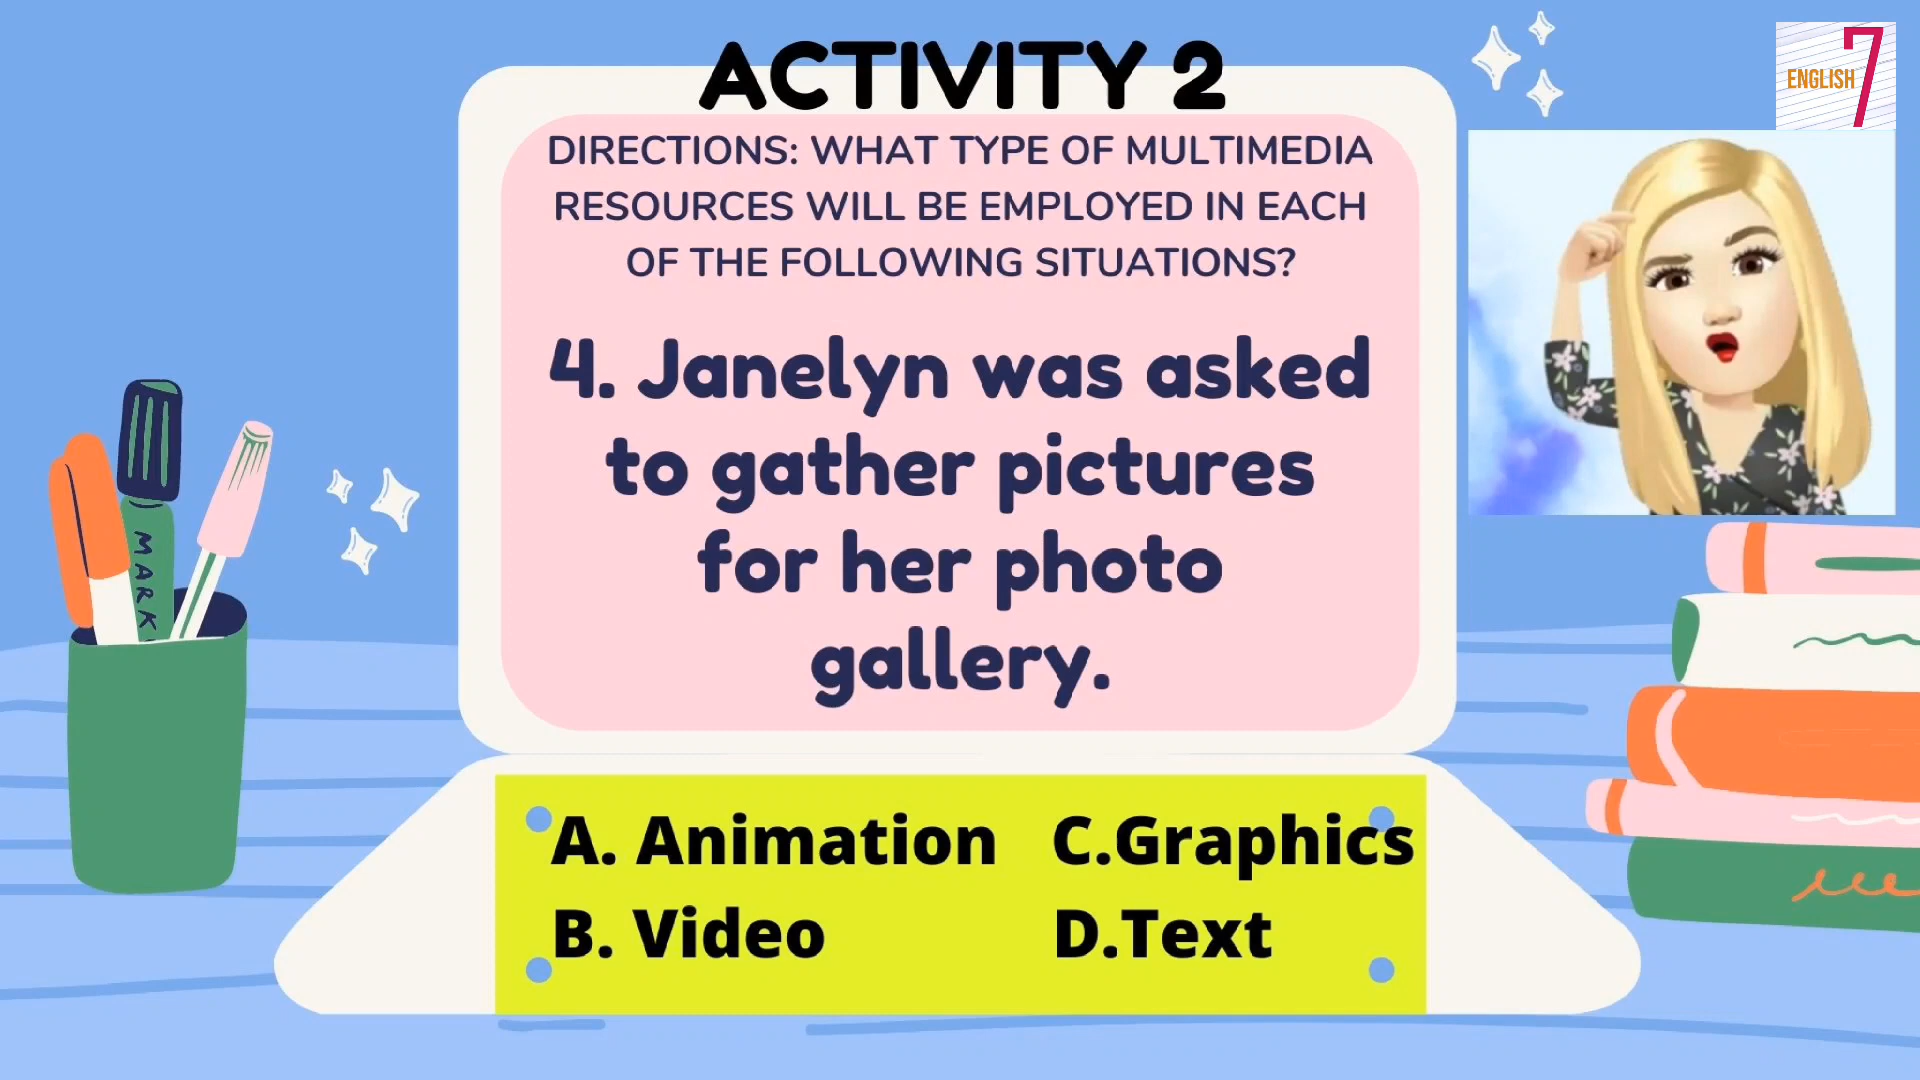 ACTIVITY 2
ENGLISH 7
DIRECTIONS: WHAT TYPE OF MULTIMEDIA
RESOURCES WILL BE EMPLOYED IN EACH
OF THE FOLLOWING SITUATIONS?
4. Janelyn was asked
to gather pictures
for her photo
gallery.
MARK
A. Animation
B. Video
C.Graphics
D.Text